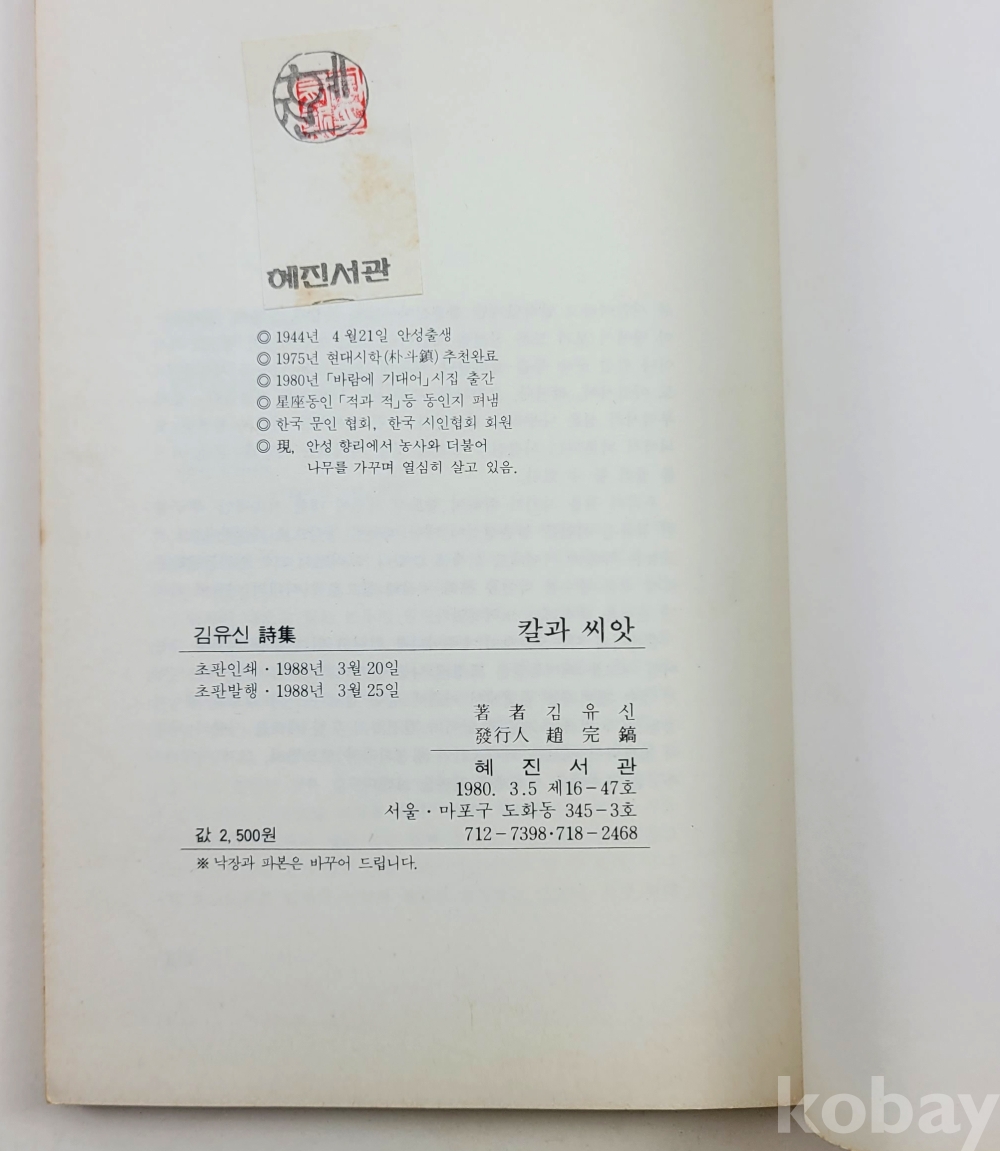 혜진
혜진서관
◎ 1944년 4월21일 안성출생
◎ 1975년 현대시학(朴斗鎮)추천완료
◎ 1980년 「바람에 기대어」시집 출간
◎ 星座동인「적과 적」등 동인지 펴냄
◎ 한국 문인 협회, 한국 시인협회 회원
◎ 現, 안성 향리에서 농사와 더불어
나무를 가꾸며 열심히 살고 있음.
김유신 詩集 칼과 씨앗
초판인쇄·1988년 3월20일
초판발행·1988년 3월25일
著者 김유신
發行人 趙完鎬
혜진서관
1980. 3.5 제16-47호
서울·마포구 도화동 345-3호
값 2,500원 712-7398·718-2468
※ 낙장과 파본은 바꾸어 드립니다.
kobay